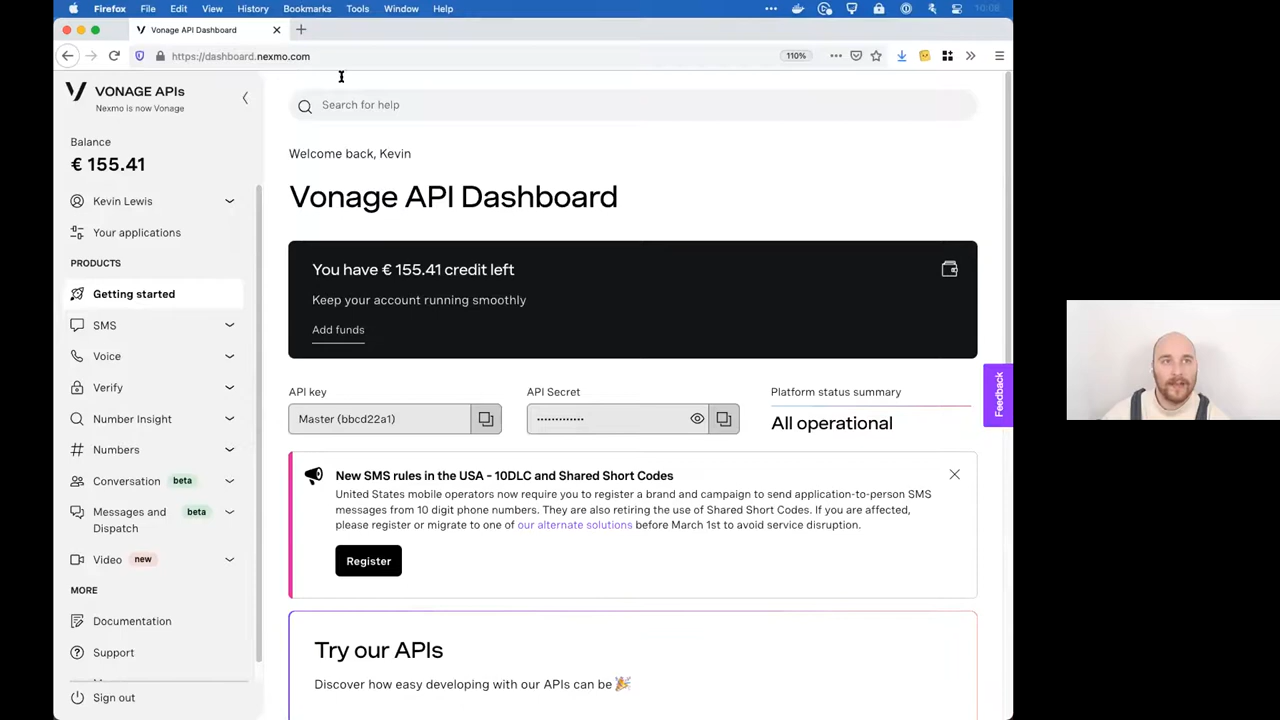 Firefox File Edit View History Bookmarks Tools Window Help
10:08
Vonage API Dashboard
https://dashboard.nexmo.com
110%
VONAGE APIs
Nexmo is now Vonage
Balance
€ 155.41
Kevin Lewis
Your applications
PRODUCTS
Getting started
SMS
Voice
Verify
Number Insight
Numbers
Conversation beta
Messages and Dispatch beta
Video new
MORE
Documentation
Support
Sign out
Search for help
Welcome back, Kevin
Vonage API Dashboard
You have € 155.41 credit left
Keep your account running smoothly
Add funds
API key
Master (bbcd22a1)
API Secret
•••••••••••••
Platform status summary
All operational
Feedback
New SMS rules in the USA - 10DLC and Shared Short Codes
United States mobile operators now require you to register a brand and campaign to send application-to-person SMS
messages from 10 digit phone numbers. They are also retiring the use of Shared Short Codes. If you are affected,
please register or migrate to one of our alternate solutions before March 1st to avoid service disruption.
Register
Try our APIs
Discover how easy developing with our APIs can be 🎉